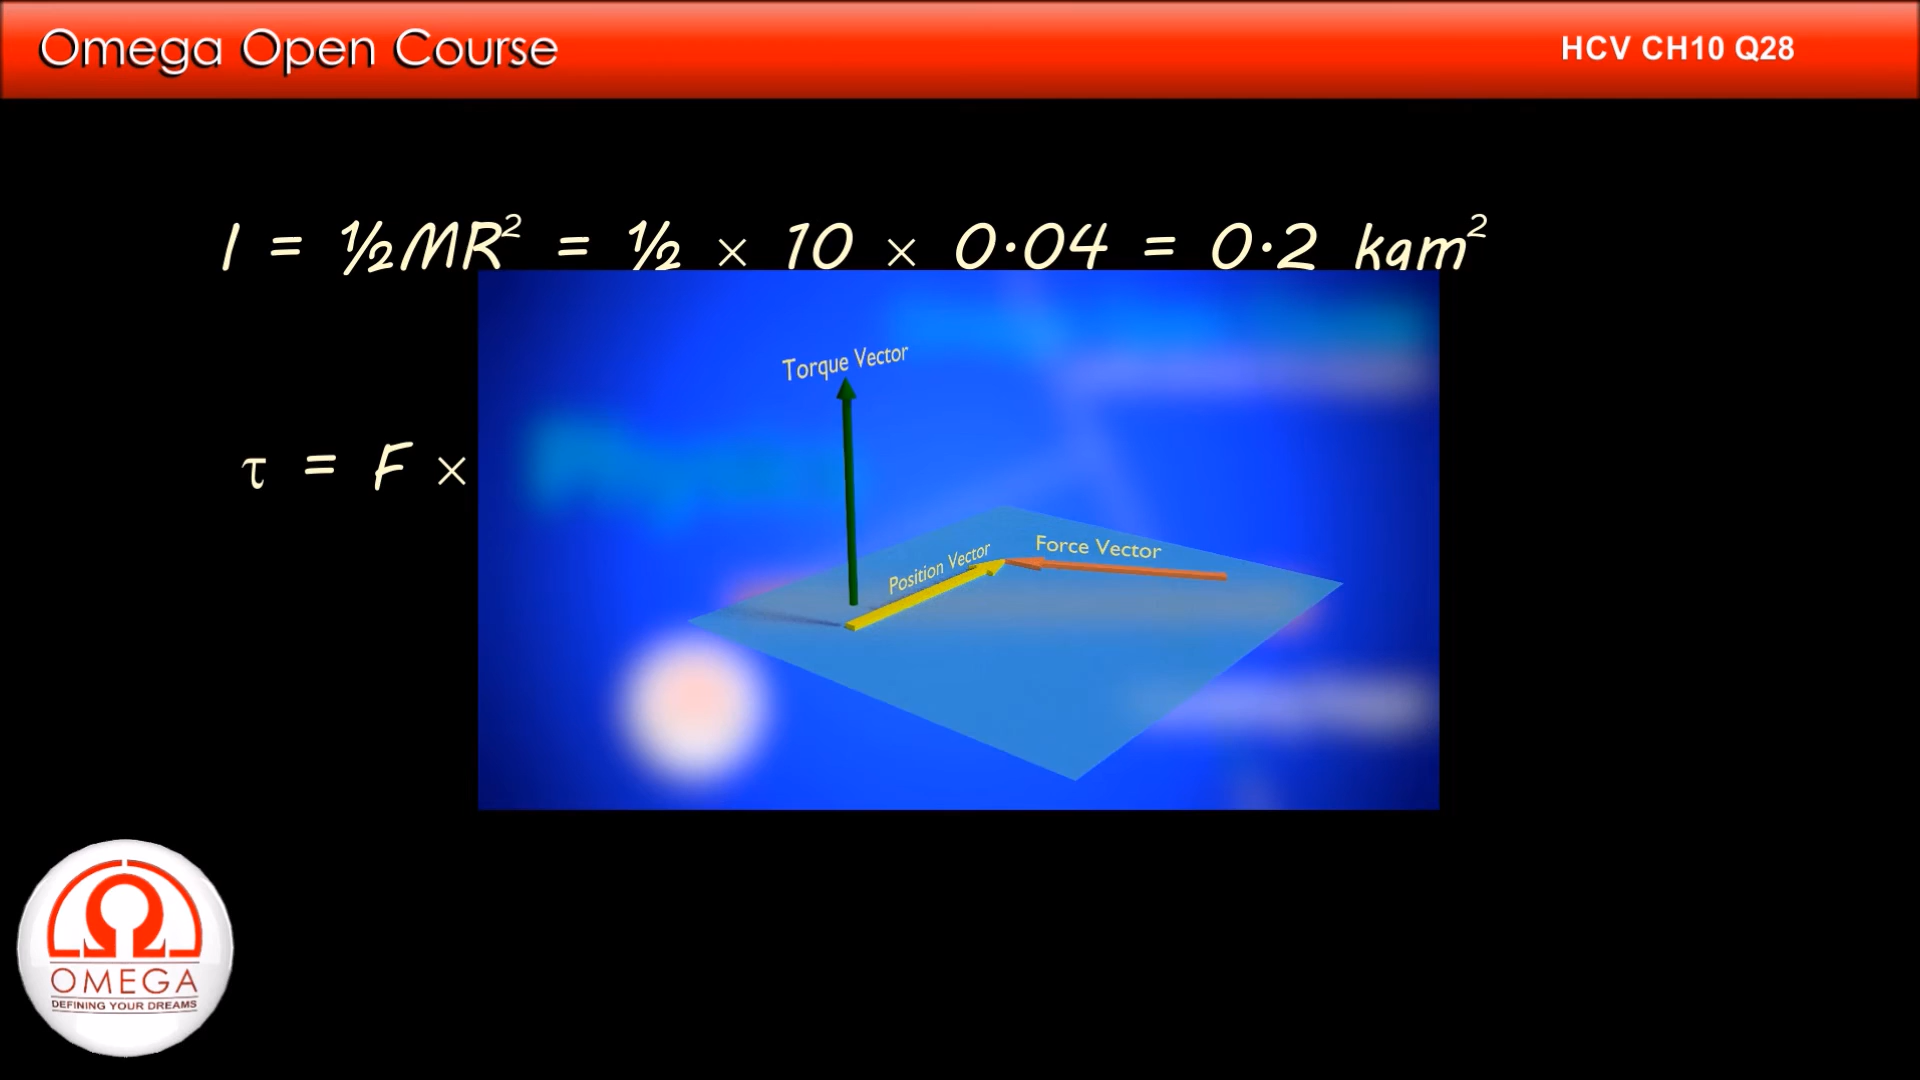 Omega Open Course
HCV CH10 Q28
I = ½MR² = ½ × 10 × 0.04 = 0.2 kgm²
Torque Vector
τ = F ×
Position Vector
Force Vector
Ω
OMEGA
DEFINING YOUR DREAMS